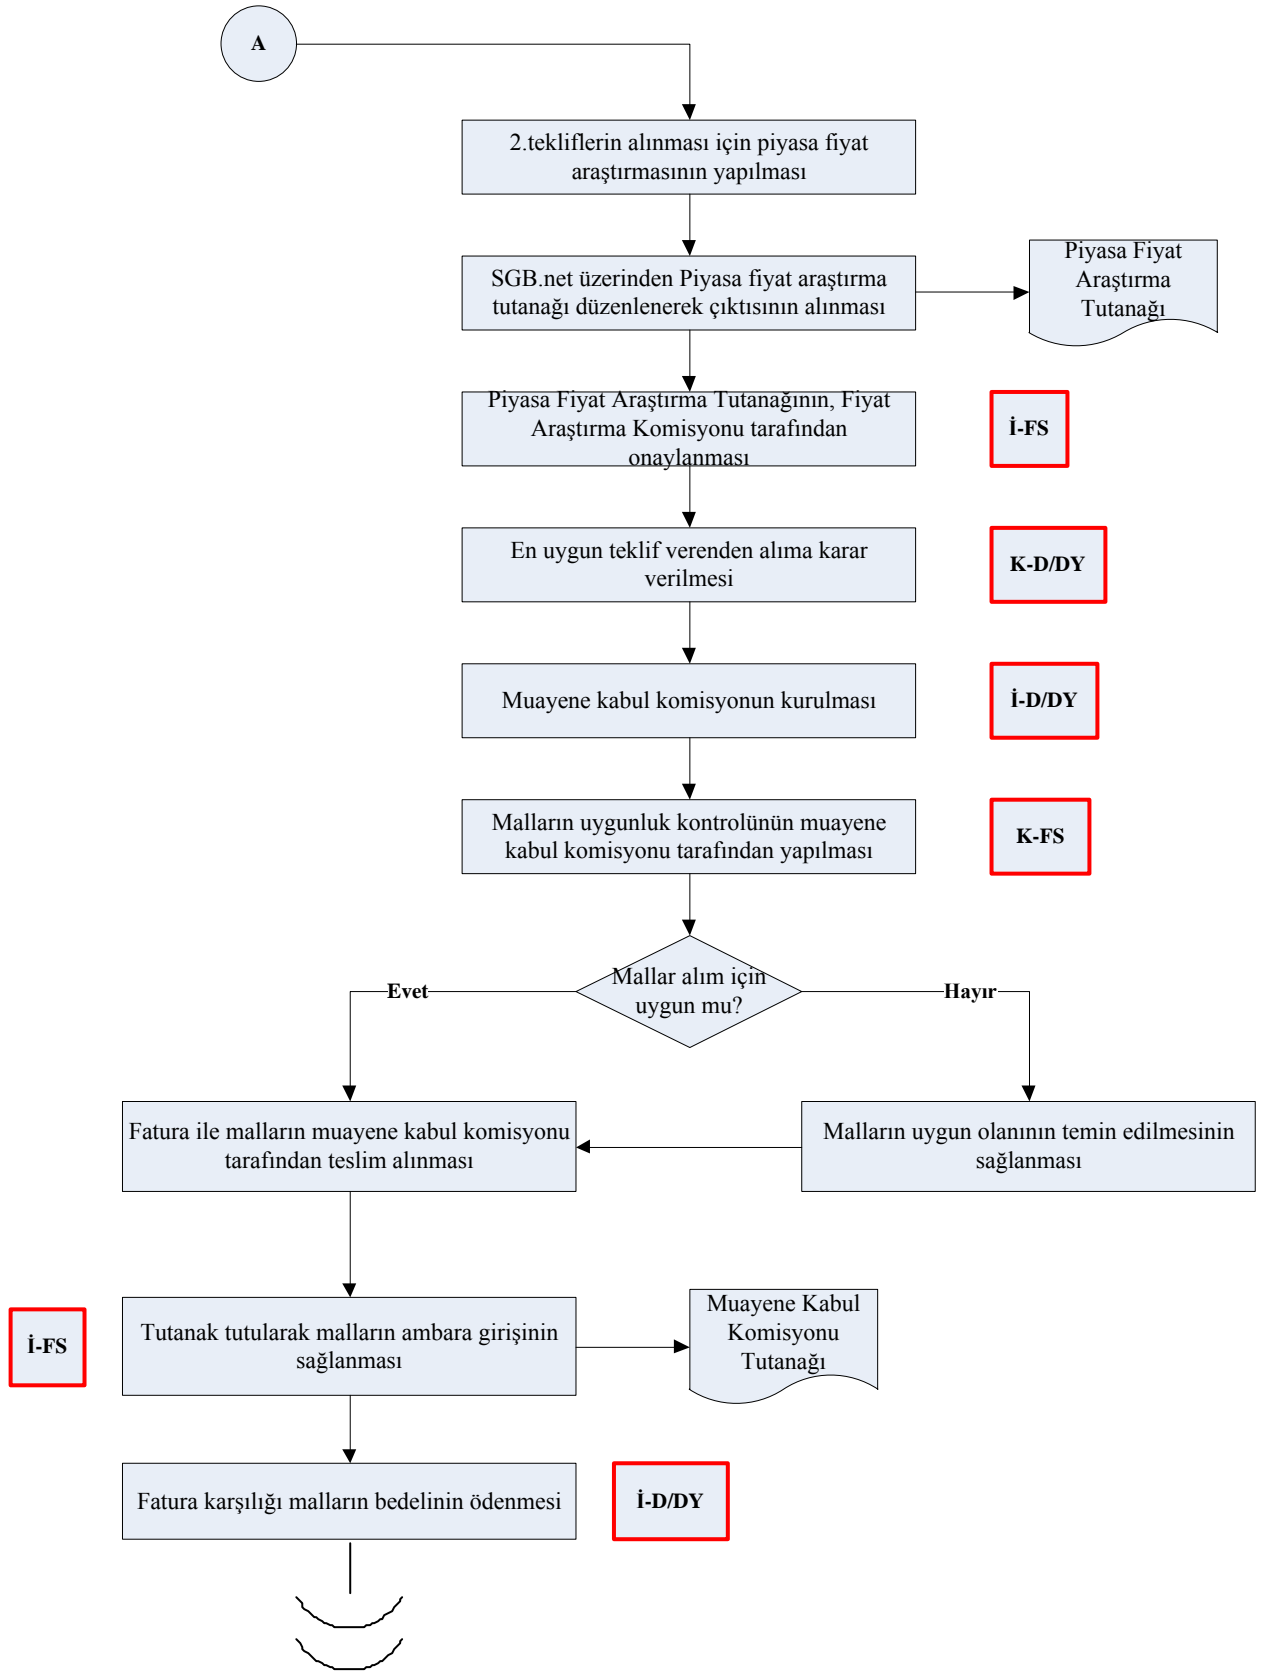 A
2.tekliflerin alınması için piyasa fiyat
araştırmasının yapılması
SGB.net üzerinden Piyasa fiyat araştırma
tutanağı düzenlenerek çıktısının alınması
Piyasa Fiyat
Araştırma
Tutanağı
Piyasa Fiyat Araştırma Tutanağının, Fiyat
Araştırma Komisyonu tarafından
onaylanması
İ-FS
En uygun teklif verenden alıma karar
verilmesi
K-D/DY
Muayene kabul komisyonun kurulması
İ-D/DY
Malların uygunluk kontrolünün muayene
kabul komisyonu tarafından yapılması
K-FS
Mallar alım için
uygun mu?
Evet
Hayır
Fatura ile malların muayene kabul komisyonu
tarafından teslim alınması
Malların uygun olanının temin edilmesinin
sağlanması
İ-FS
Tutanak tutularak malların ambara girişinin
sağlanması
Muayene Kabul
Komisyonu
Tutanağı
Fatura karşılığı malların bedelinin ödenmesi
İ-D/DY